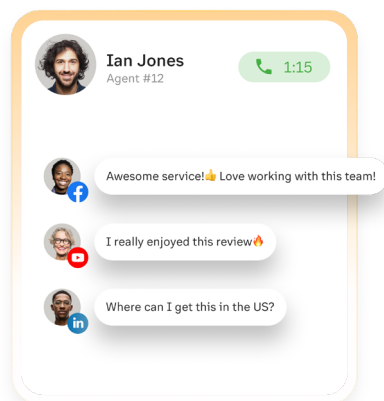 Ian Jones
Agent #12
1:15
Awesome service!👍 Love working with this team!
I really enjoyed this review🔥
Where can I get this in the US?
in